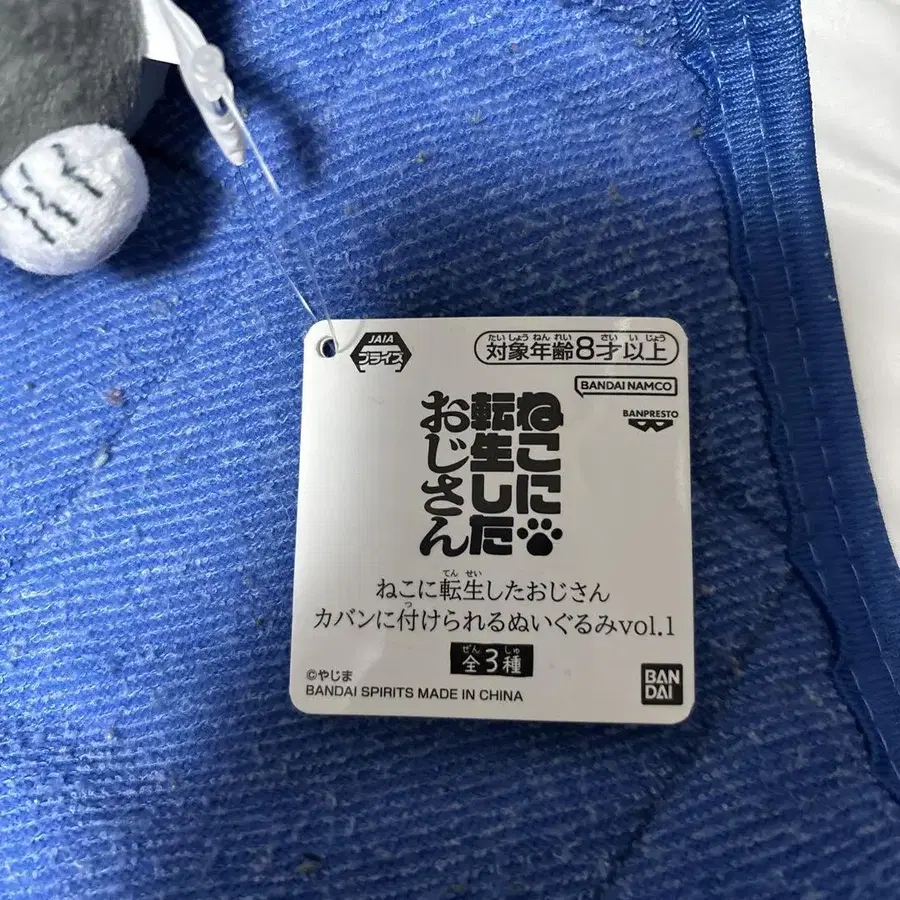 JAIA
プライズ
たいしょうねんれい さいいじょう
対象年齢8才以上
BANDAI NAMCO
BANPRESTO
ねこに
転生した
おじさん
てんせい
ねこに転生したおじさん
つ
カバンに付けられるぬいぐるみvol.1
ぜん しゅ
全3種
©やじま
BANDAI SPIRITS MADE IN CHINA
BAN
DAI